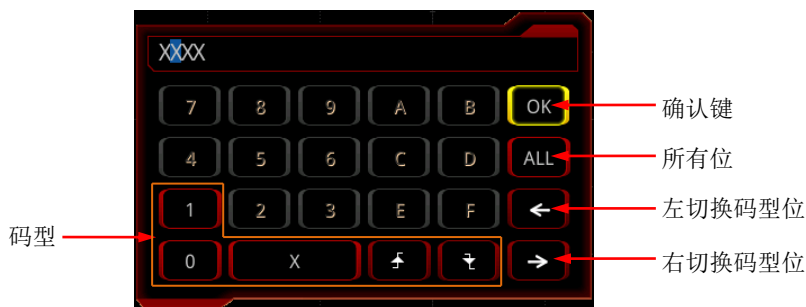 XXXX
7 8 9 A B OK 确认键
4 5 6 C D ALL 所有位
1 2 3 E F ← 左切换码型位
码型
0 X → 右切换码型位